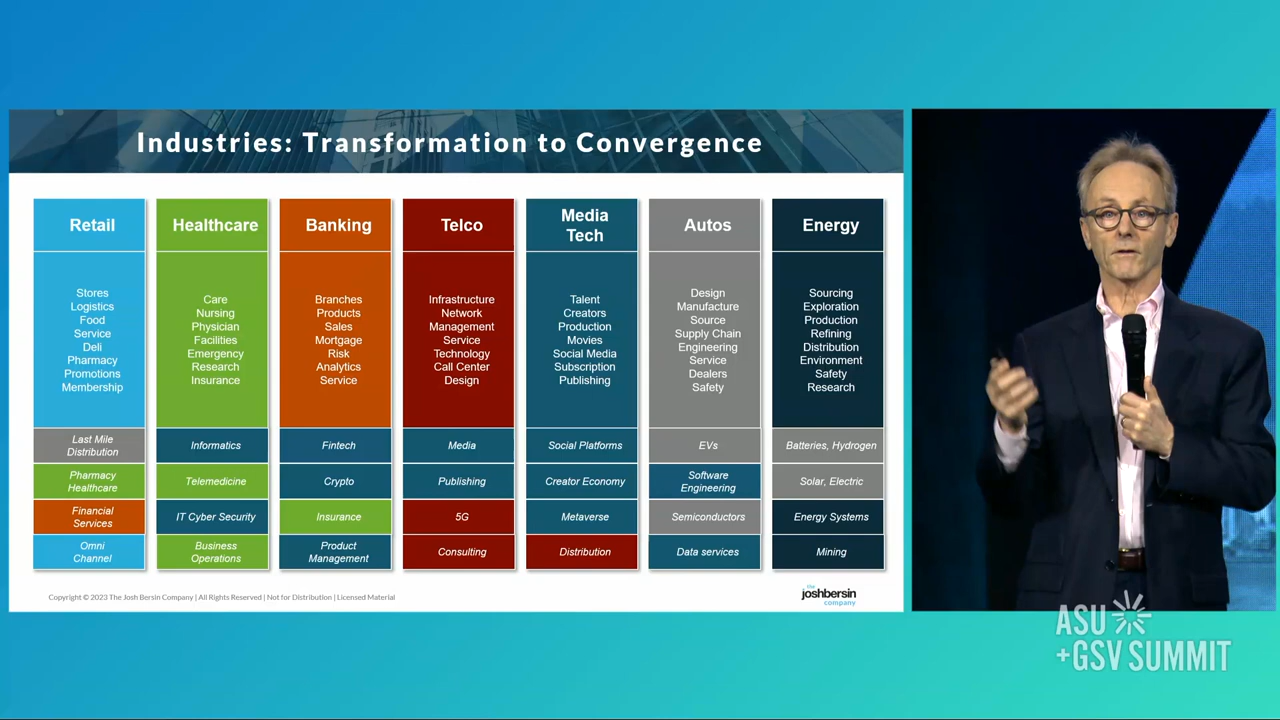 Industries: Transformation to Convergence
Retail
Stores
Logistics
Food
Service
Deli
Pharmacy
Promotions
Membership
Last Mile
Distribution
Pharmacy
Healthcare
Financial
Services
Omni
Channel
Healthcare
Care
Nursing
Physician
Facilities
Emergency
Research
Insurance
Informatics
Telemedicine
IT Cyber Security
Business
Operations
Banking
Branches
Products
Sales
Mortgage
Risk
Analytics
Service
Fintech
Crypto
Insurance
Product
Management
Telco
Infrastructure
Network
Management
Service
Technology
Call Center
Design
Media
Publishing
5G
Consulting
Media
Tech
Talent
Creators
Production
Movies
Social Media
Subscription
Publishing
Social Platforms
Creator Economy
Metaverse
Distribution
Autos
Design
Manufacture
Source
Supply Chain
Engineering
Service
Dealers
Safety
EVs
Software
Engineering
Semiconductors
Data services
Energy
Sourcing
Exploration
Production
Refining
Distribution
Environment
Safety
Research
Batteries, Hydrogen
Solar, Electric
Energy Systems
Mining
Copyright © 2023 The Josh Bersin Company | All Rights Reserved | Not for Distribution | Licensed Material
the
joshbersin
company
ASU
+GSV SUMMIT